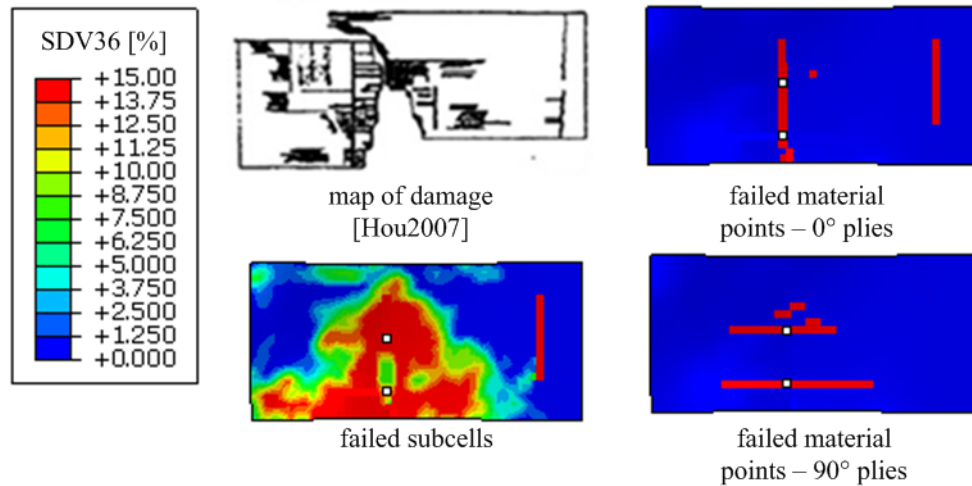 SDV36 [%]
+15.00
+13.75
+12.50
+11.25
+10.00
+8.750
+7.500
+6.250
+5.000
+3.750
+2.500
+1.250
+0.000
map of damage
[Hou2007]
failed material
points – 0° plies
failed subcells
failed material
points – 90° plies